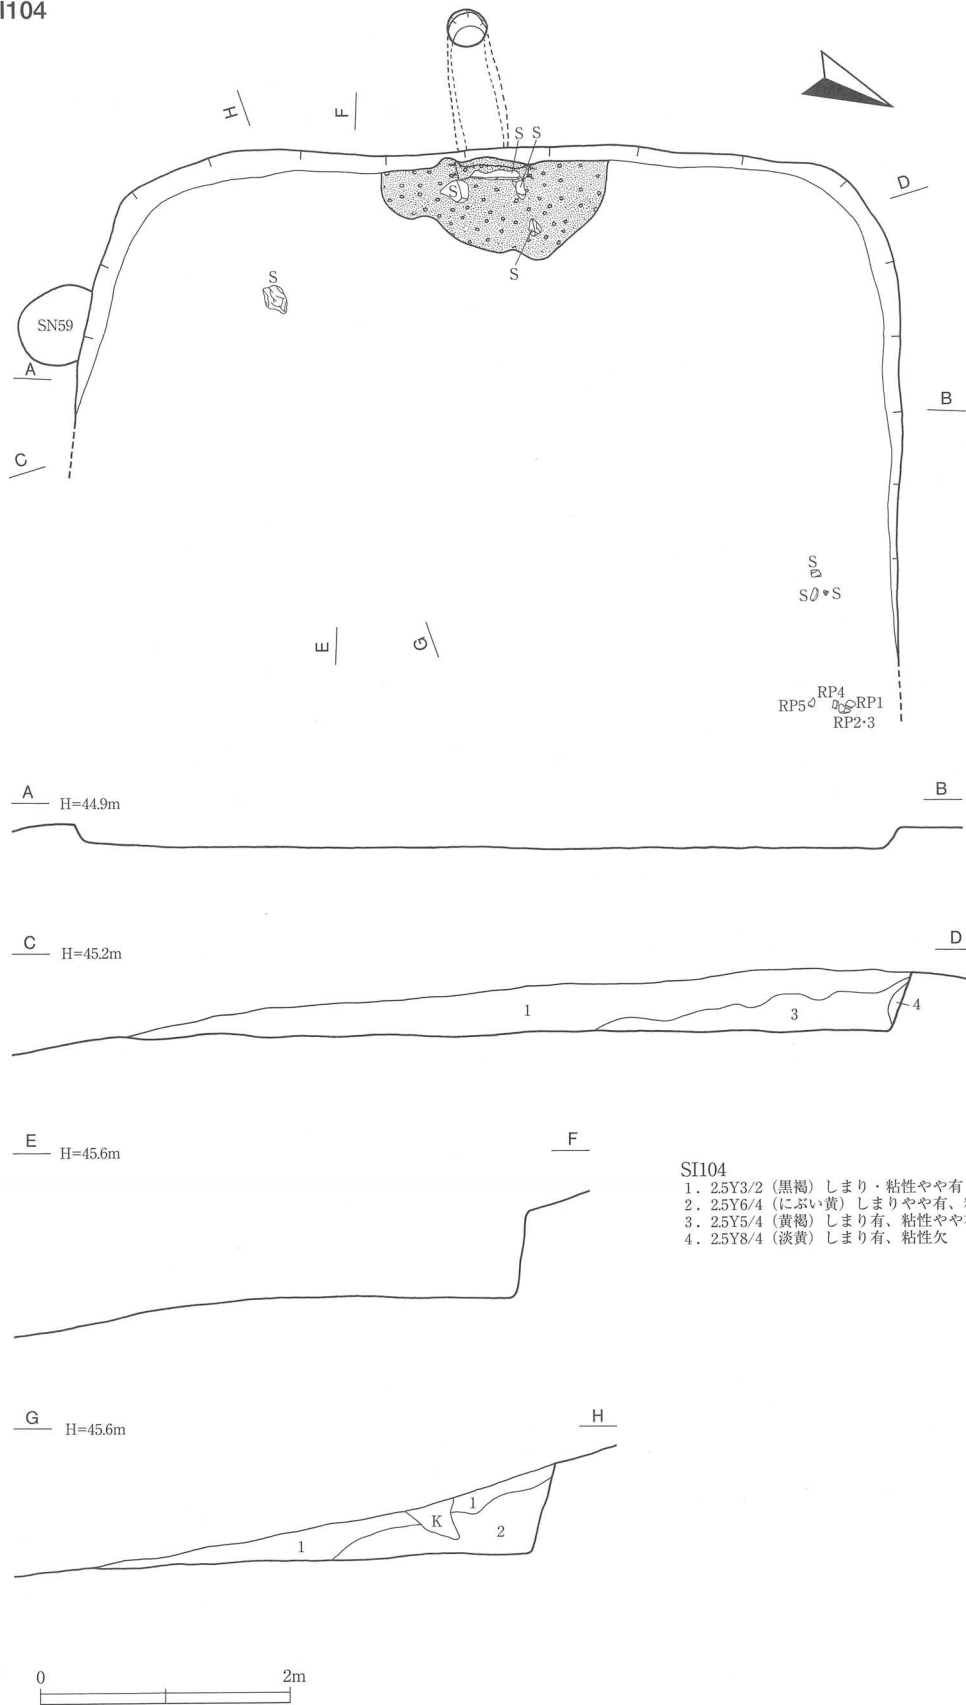 I104
S S
H F
D
S
S
S
SN59
A
B
C
S
S S
E G
RP4
RP5 RP1
RP2･3
A H=44.9m B
C H=45.2m D
1 3 4
E H=45.6m F
SI104
1．2.5Y3/2（黒褐）しまり・粘性やや有
2．2.5Y6/4（にぶい黄）しまりやや有、
3．2.5Y5/4（黄褐）しまり有、粘性やや
4．2.5Y8/4（淡黄）しまり有、粘性欠
G H=45.6m H
1
K 2
1
0 2m